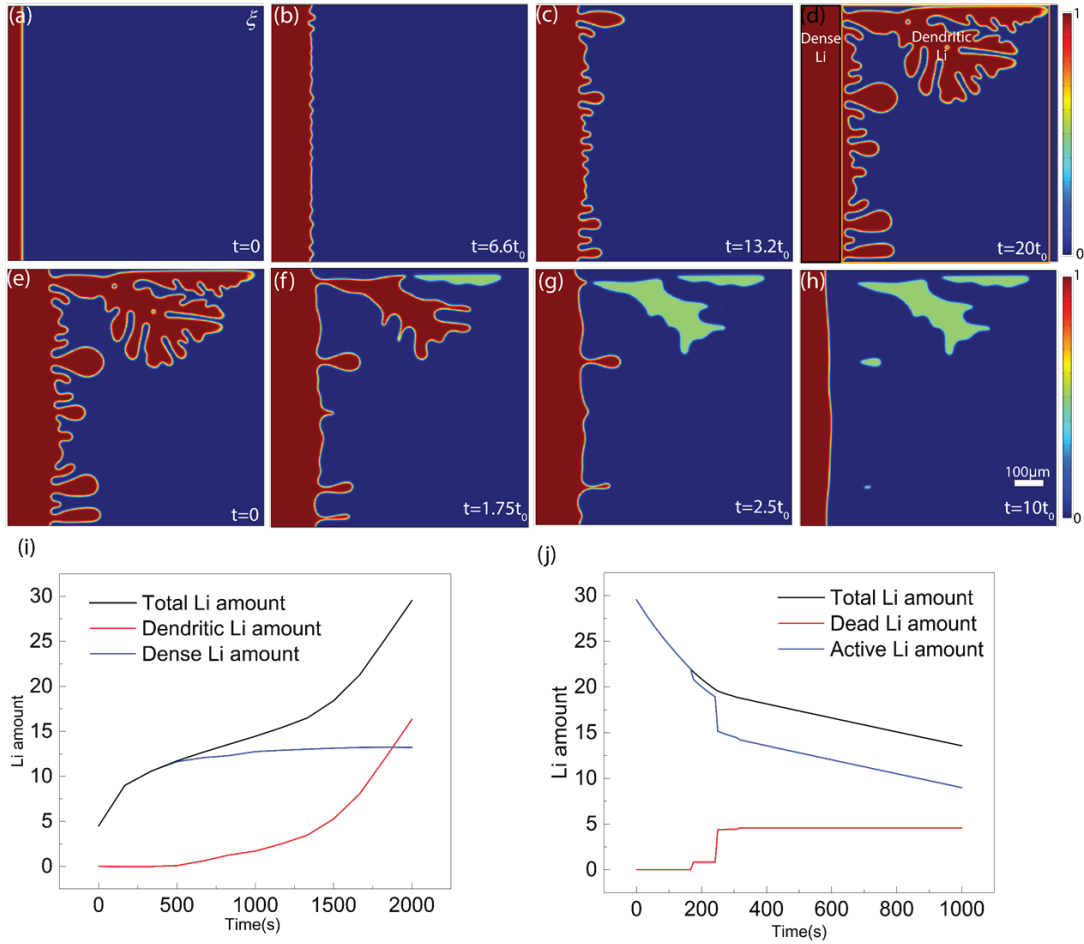 (a)
ξ
t=0
(b)
t=6.6t0
(c)
t=13.2t0
(d)
Dense
Li
Dendritic
Li
t=20t0
1
0
(e)
t=0
(f)
t=1.75t0
(g)
t=2.5t0
(h)
100μm
t=10t0
1
0
(i)
Li amount
30
25
20
15
10
5
0
Total Li amount
Dendritic Li amount
Dense Li amount
0 500 1000 1500 2000
Time(s)
(j)
Li amount
30
25
20
15
10
5
0
Total Li amount
Dead Li amount
Active Li amount
0 200 400 600 800 1000
Time(s)